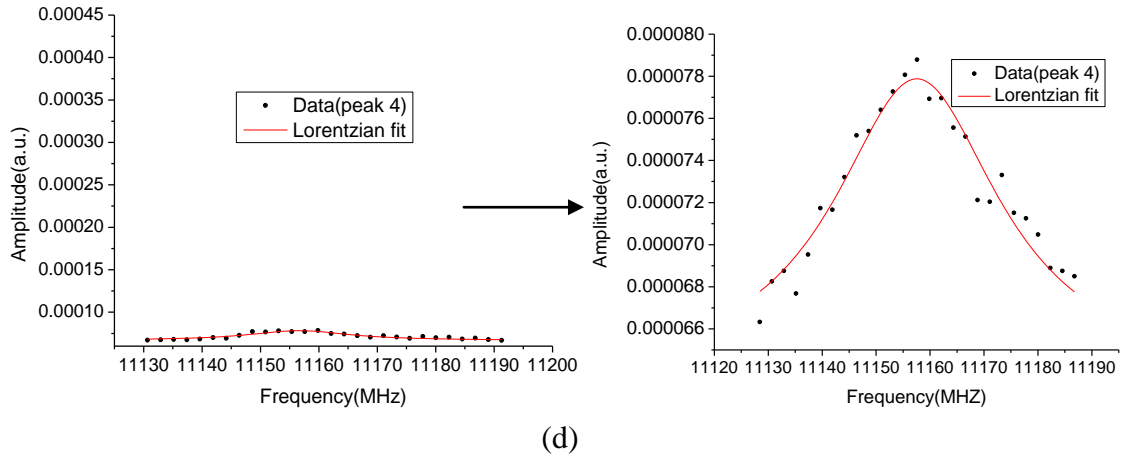 0.00045
0.00040
0.00035
0.00030
0.00025
0.00020
0.00015
0.00010
Amplitude(a.u.)
Data(peak 4)
Lorentzian fit
11130 11140 11150 11160 11170 11180 11190 11200
Frequency(MHz)
0.000080
0.000078
0.000076
0.000074
0.000072
0.000070
0.000068
0.000066
Amplitude(a.u.)
Data(peak 4)
Lorentzian fit
11120 11130 11140 11150 11160 11170 11180 11190
Frequency(MHZ)
(d)